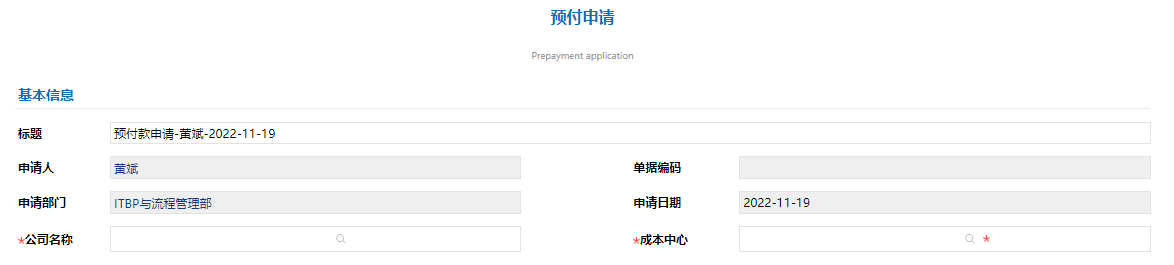 预付申请
Prepayment application
基本信息
标题 预付款申请-黄斌-2022-11-19
申请人 黄斌 单据编码
申请部门 ITBP与流程管理部 申请日期 2022-11-19
*公司名称 *成本中心 *